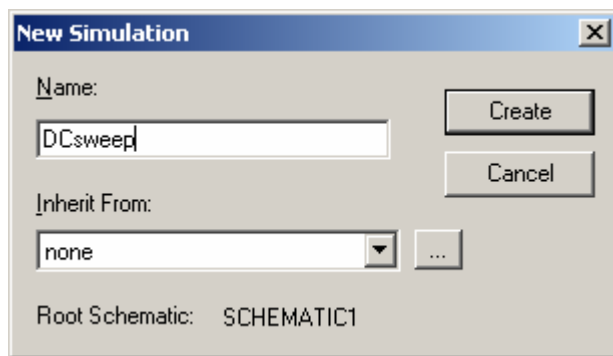 New Simulation
Name:
Create
DCsweep
Cancel
Inherit From:
none
...
Root Schematic: SCHEMATIC1